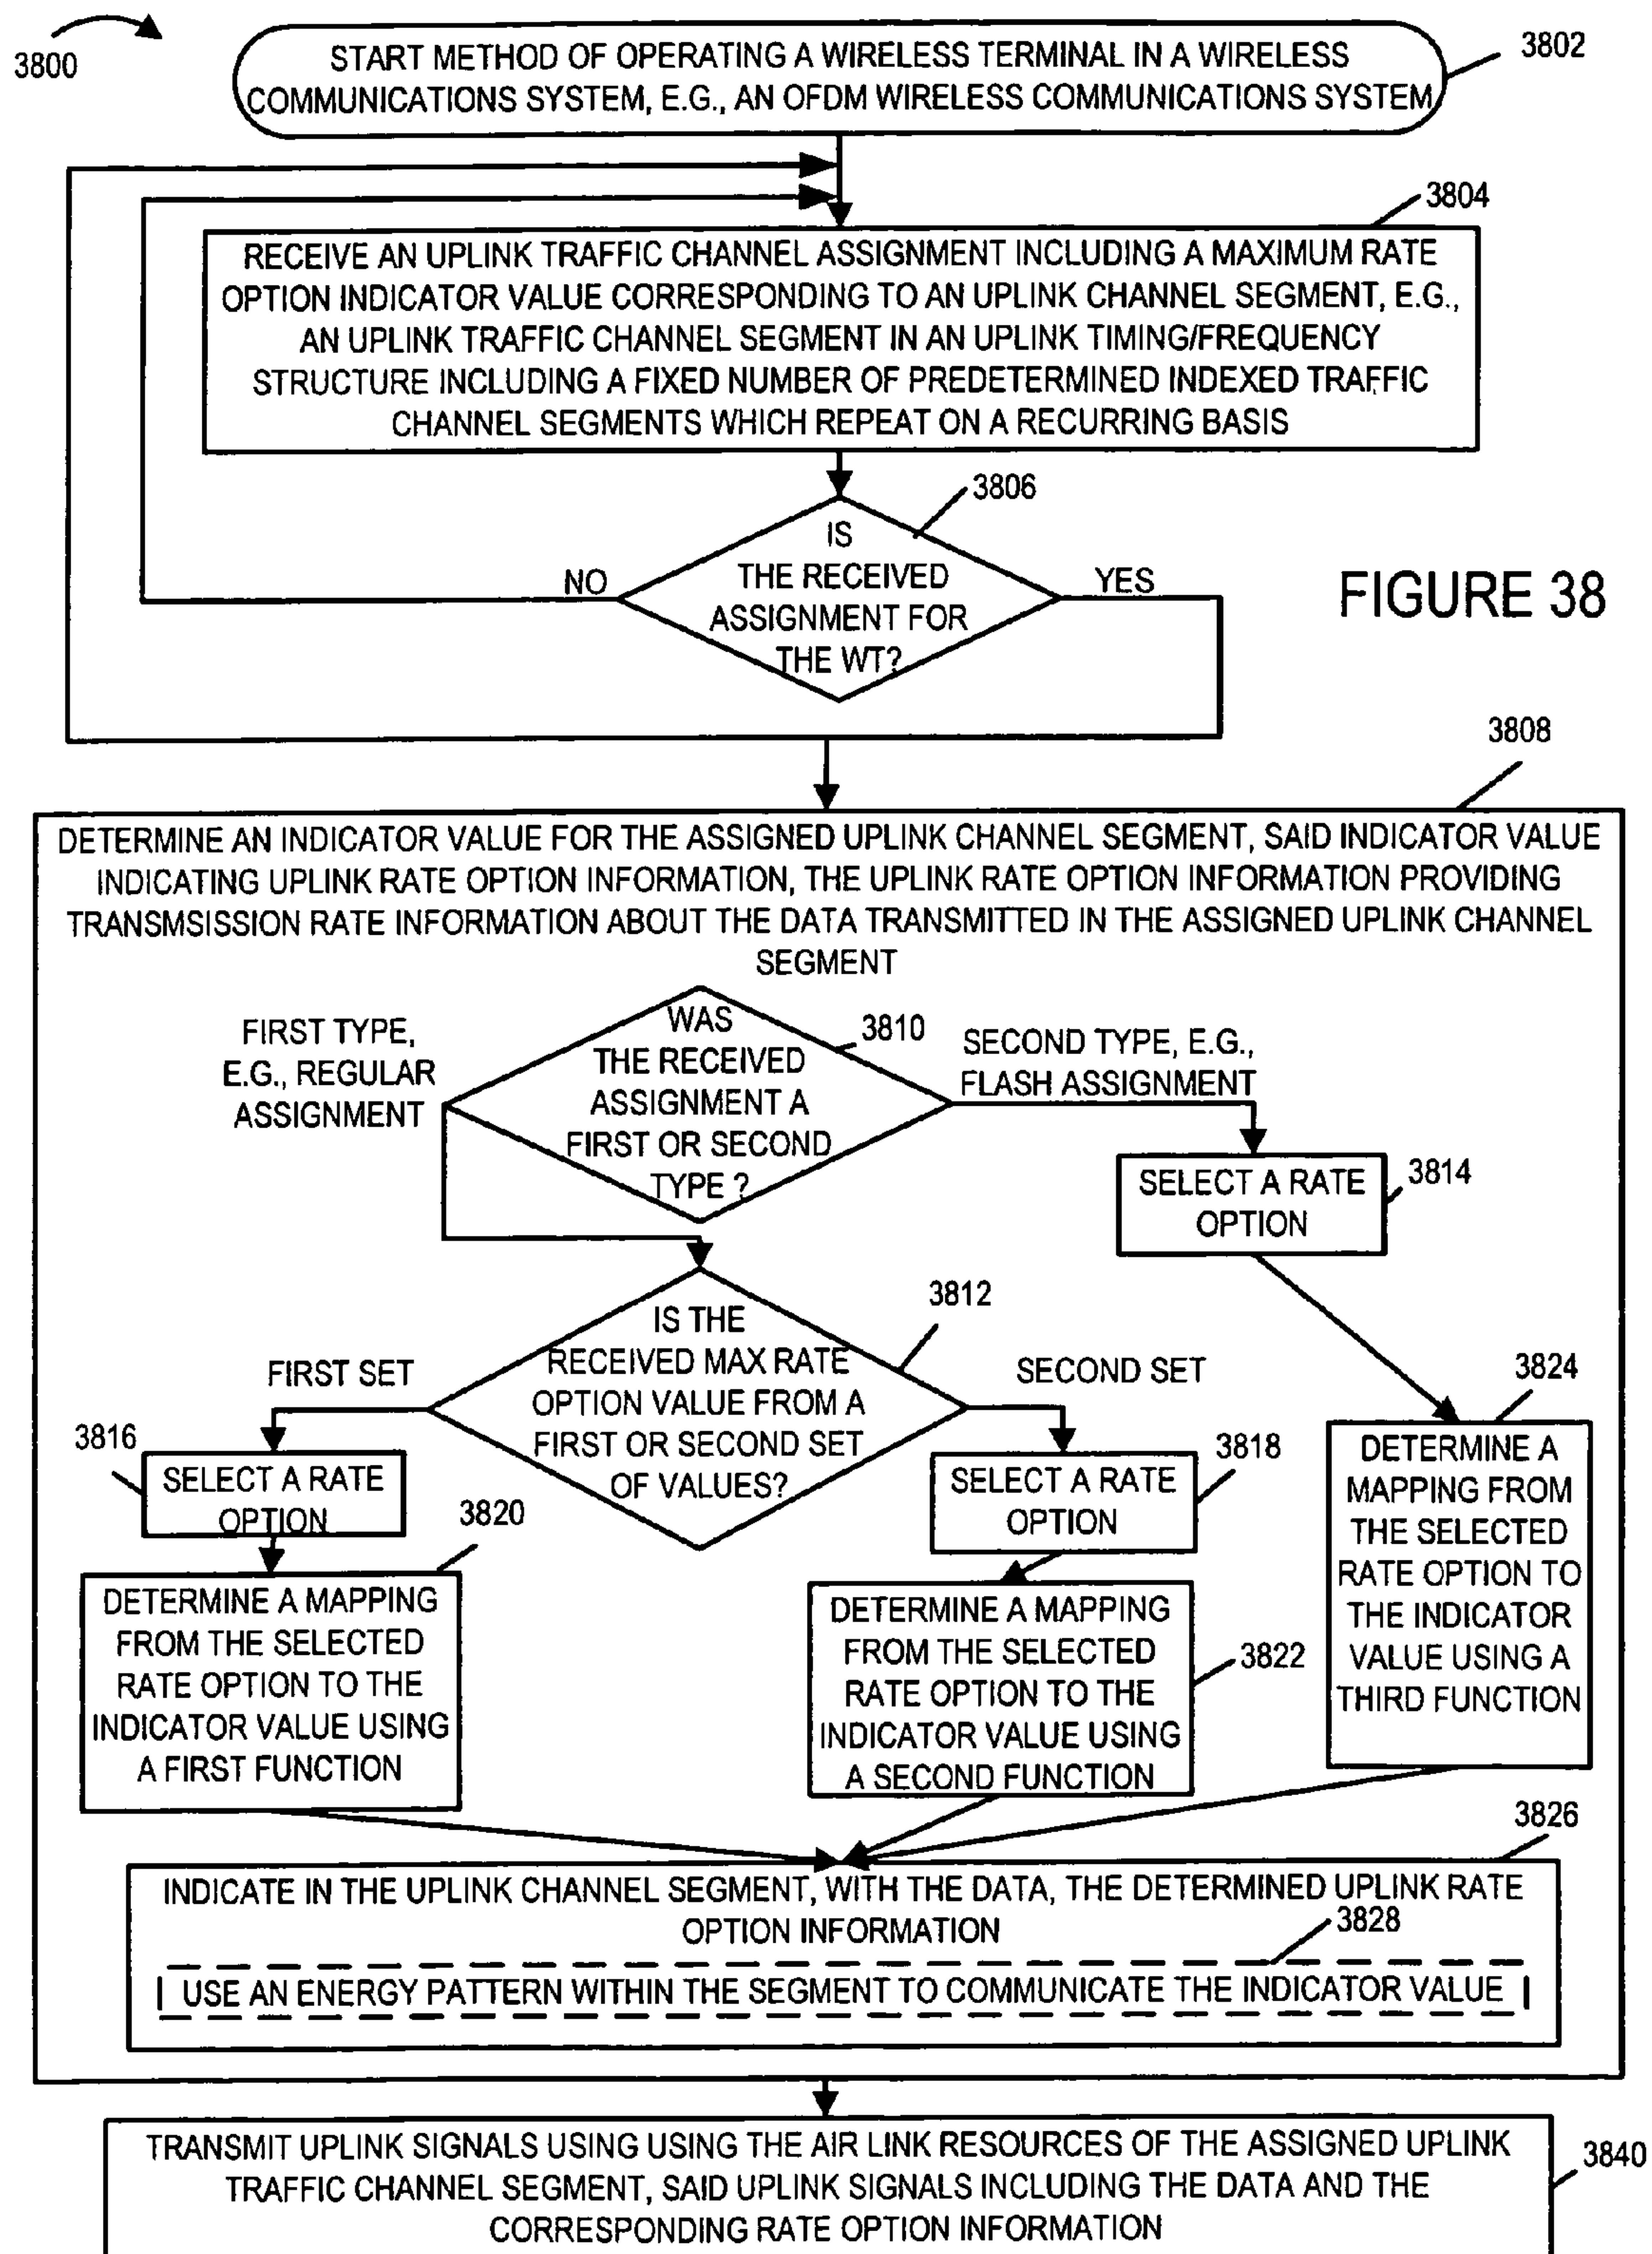 3800
START METHOD OF OPERATING A WIRELESS TERMINAL IN A WIRELESS
COMMUNICATIONS SYSTEM, E.G., AN OFDM WIRELESS COMMUNICATIONS SYSTEM
3802
3804
RECEIVE AN UPLINK TRAFFIC CHANNEL ASSIGNMENT INCLUDING A MAXIMUM RATE
OPTION INDICATOR VALUE CORRESPONDING TO AN UPLINK CHANNEL SEGMENT, E.G.,
AN UPLINK TRAFFIC CHANNEL SEGMENT IN AN UPLINK TIMING/FREQUENCY
STRUCTURE INCLUDING A FIXED NUMBER OF PREDETERMINED INDEXED TRAFFIC
CHANNEL SEGMENTS WHICH REPEAT ON A RECURRING BASIS
3806
IS
THE RECEIVED
ASSIGNMENT FOR
THE WT?
NO
YES
FIGURE 38
3808
DETERMINE AN INDICATOR VALUE FOR THE ASSIGNED UPLINK CHANNEL SEGMENT, SAID INDICATOR VALUE
INDICATING UPLINK RATE OPTION INFORMATION, THE UPLINK RATE OPTION INFORMATION PROVIDING
TRANSMSISSION RATE INFORMATION ABOUT THE DATA TRANSMITTED IN THE ASSIGNED UPLINK CHANNEL
SEGMENT
FIRST TYPE,
E.G., REGULAR
ASSIGNMENT
WAS
THE RECEIVED
ASSIGNMENT A
FIRST OR SECOND
TYPE ?
3810
SECOND TYPE, E.G.,
FLASH ASSIGNMENT
SELECT A RATE
OPTION
3814
3812
IS THE
RECEIVED MAX RATE
OPTION VALUE FROM A
FIRST OR SECOND SET
OF VALUES?
FIRST SET
SECOND SET
3816
SELECT A RATE
OPTION
3820
DETERMINE A MAPPING
FROM THE SELECTED
RATE OPTION TO THE
INDICATOR VALUE USING
A FIRST FUNCTION
SELECT A RATE
OPTION
3818
DETERMINE A MAPPING
FROM THE SELECTED
RATE OPTION TO THE
INDICATOR VALUE USING
A SECOND FUNCTION
3822
3824
DETERMINE A
MAPPING FROM
THE SELECTED
RATE OPTION TO
THE INDICATOR
VALUE USING A
THIRD FUNCTION
3826
INDICATE IN THE UPLINK CHANNEL SEGMENT, WITH THE DATA, THE DETERMINED UPLINK RATE
OPTION INFORMATION
3828
USE AN ENERGY PATTERN WITHIN THE SEGMENT TO COMMUNICATE THE INDICATOR VALUE
TRANSMIT UPLINK SIGNALS USING USING THE AIR LINK RESOURCES OF THE ASSIGNED UPLINK
TRAFFIC CHANNEL SEGMENT, SAID UPLINK SIGNALS INCLUDING THE DATA AND THE
CORRESPONDING RATE OPTION INFORMATION
3840